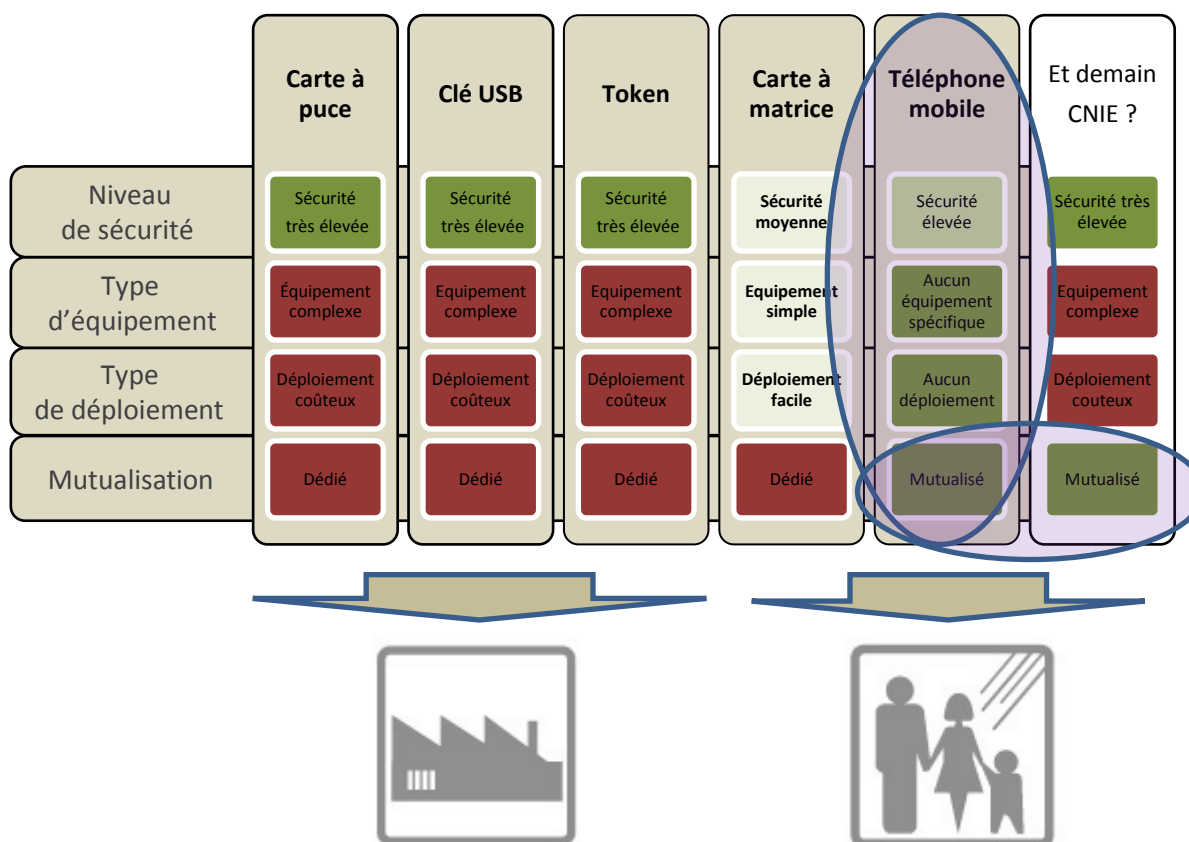 Carte à
puce
Clé USB
Token
Carte à
matrice
Téléphone
mobile
Et demain
CNIE ?
Niveau
de sécurité
Sécurité
très élevée
Sécurité
très élevée
Sécurité
très élevée
Sécurité
moyenne
Sécurité
élevée
Sécurité très
élevée
Type
d’équipement
Équipement
complexe
Equipement
complexe
Equipement
complexe
Equipement
simple
Aucun
équipement
spécifique
Equipement
complexe
Type
de déploiement
Déploiement
coûteux
Déploiement
coûteux
Déploiement
coûteux
Déploiement
facile
Aucun
déploiement
Déploiement
couteux
Mutualisation
Dédié
Dédié
Dédié
Dédié
Mutualisé
Mutualisé